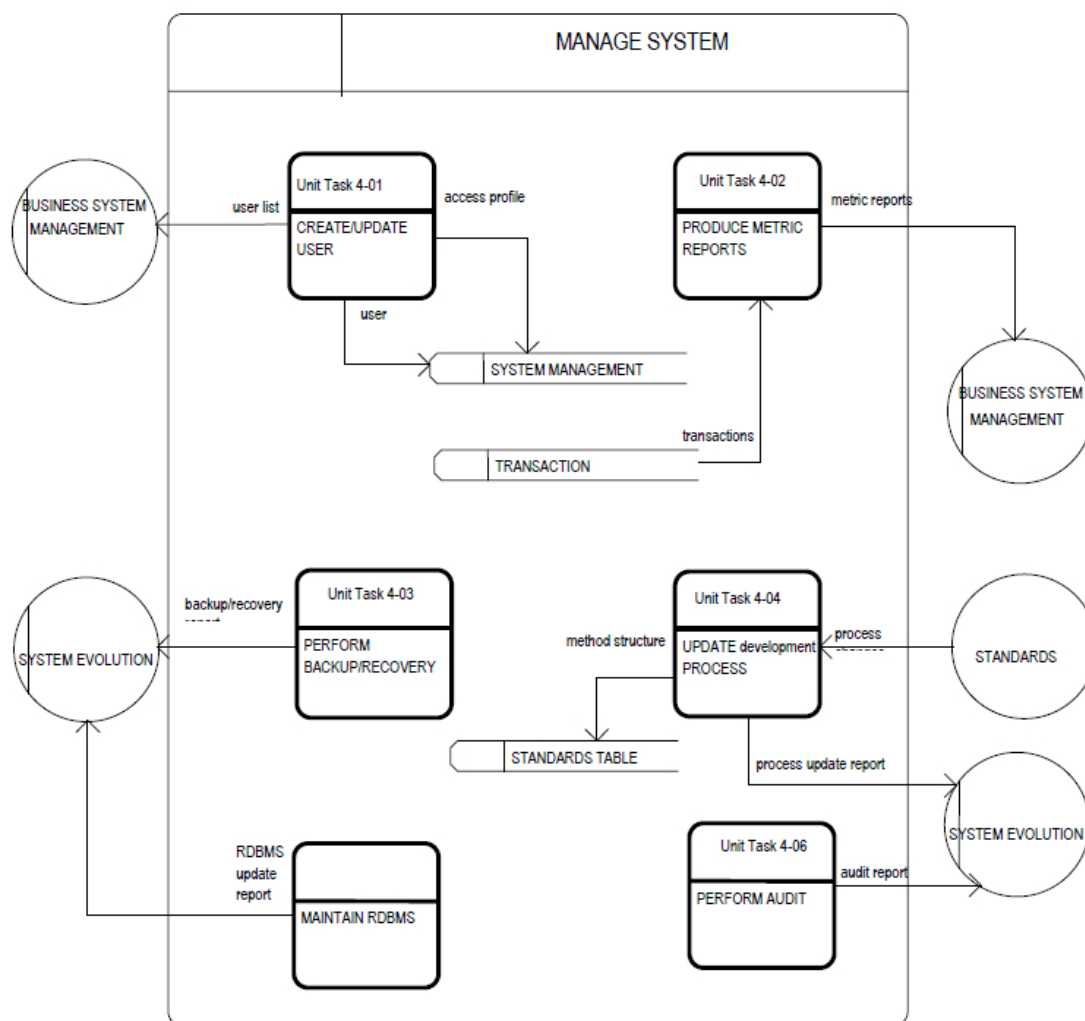 MANAGE SYSTEM
Unit Task 4-01
CREATE/UPDATE
USER
user list
access profile
user
BUSINESS SYSTEM
MANAGEMENT
Unit Task 4-02
PRODUCE METRIC
REPORTS
metric reports
SYSTEM MANAGEMENT
transactions
TRANSACTION
BUSINESS SYSTEM
MANAGEMENT
Unit Task 4-03
PERFORM
BACKUP/RECOVERY
backup/recovery
report
SYSTEM EVOLUTION
Unit Task 4-04
UPDATE development
PROCESS
method structure
process
changes
STANDARDS
STANDARDS TABLE
process update report
SYSTEM EVOLUTION
RDBMS
update
report
MAINTAIN RDBMS
Unit Task 4-06
PERFORM AUDIT
audit report